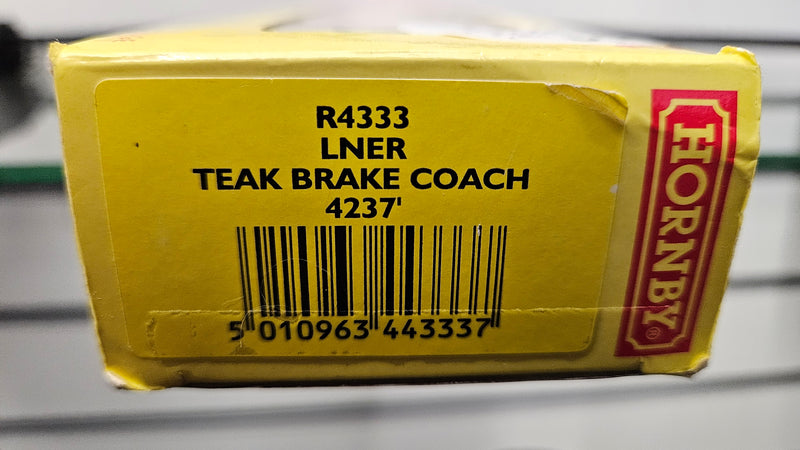 R4333
LNER
TEAK BRAKE COACH
4237'
5 010963 443337
HORNBY®